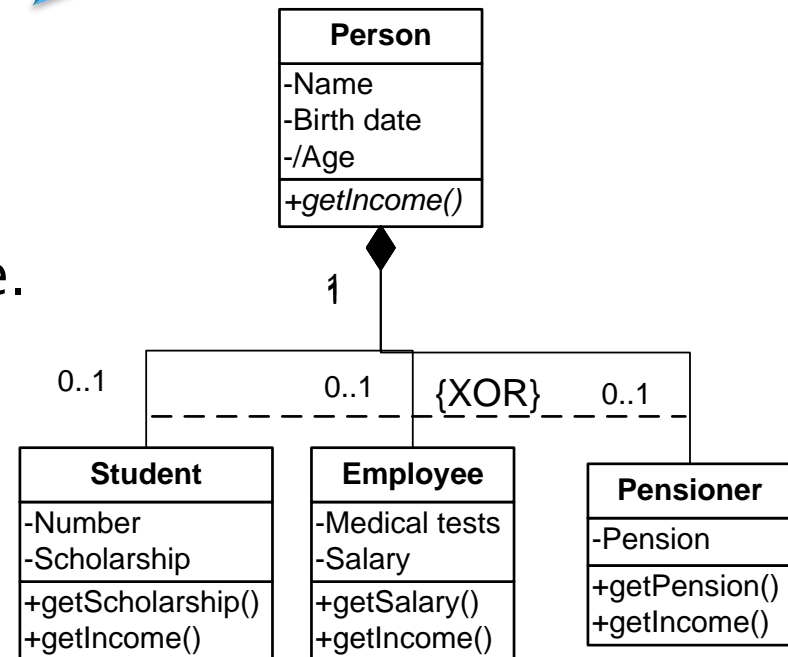 Person
-Name
-Birth date
-/Age
+getIncome()
e.
1
0..1
0..1
{XOR}
0..1
Student
-Number
-Scholarship
+getScholarship()
+getIncome()
Employee
-Medical tests
-Salary
+getSalary()
+getIncome()
Pensioner
-Pension
+getPension()
+getIncome()